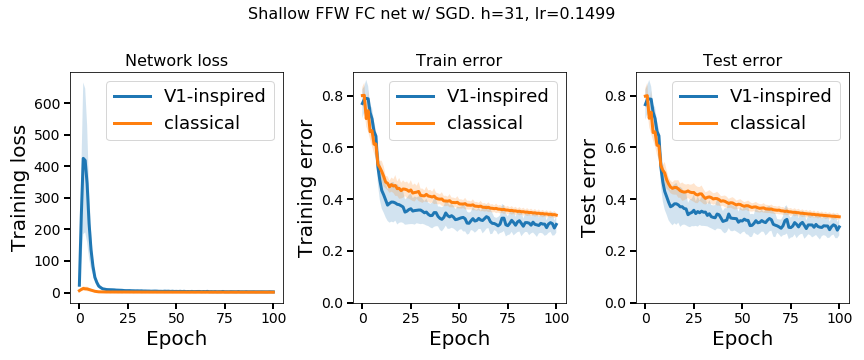 Shallow FFW FC net w/ SGD. h=31, lr=0.1499
Network loss
Training loss
600
500
400
300
200
100
0
V1-inspired
classical
0 25 50 75 100
Epoch
Train error
Training error
0.8
0.6
0.4
0.2
0.0
V1-inspired
classical
0 25 50 75 100
Epoch
Test error
Test error
0.8
0.6
0.4
0.2
0.0
V1-inspired
classical
0 25 50 75 100
Epoch